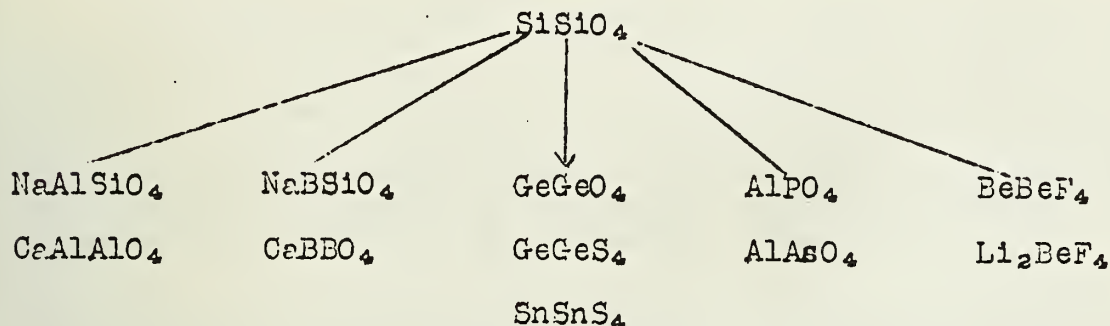 SiSiO₄
NaAlSiO₄ NaBSiO₄ GeGeO₄ AlPO₄ BeBeF₄
CaAlAlO₄ CaBBO₄ GeGeS₄ AlAsO₄ Li₂BeF₄
SnSnS₄